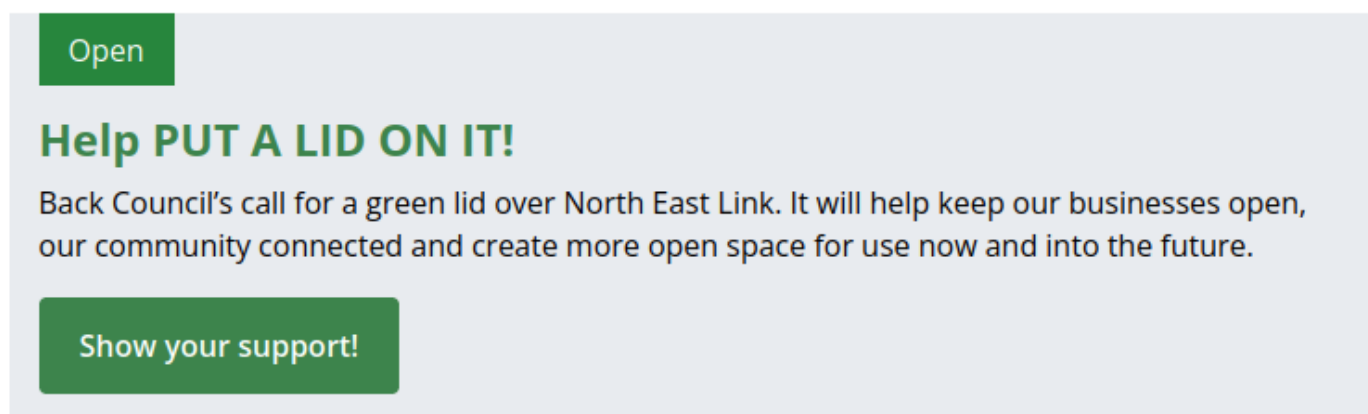 Open
Help PUT A LID ON IT!
Back Council’s call for a green lid over North East Link. It will help keep our businesses open,
our community connected and create more open space for use now and into the future.
Show your support!